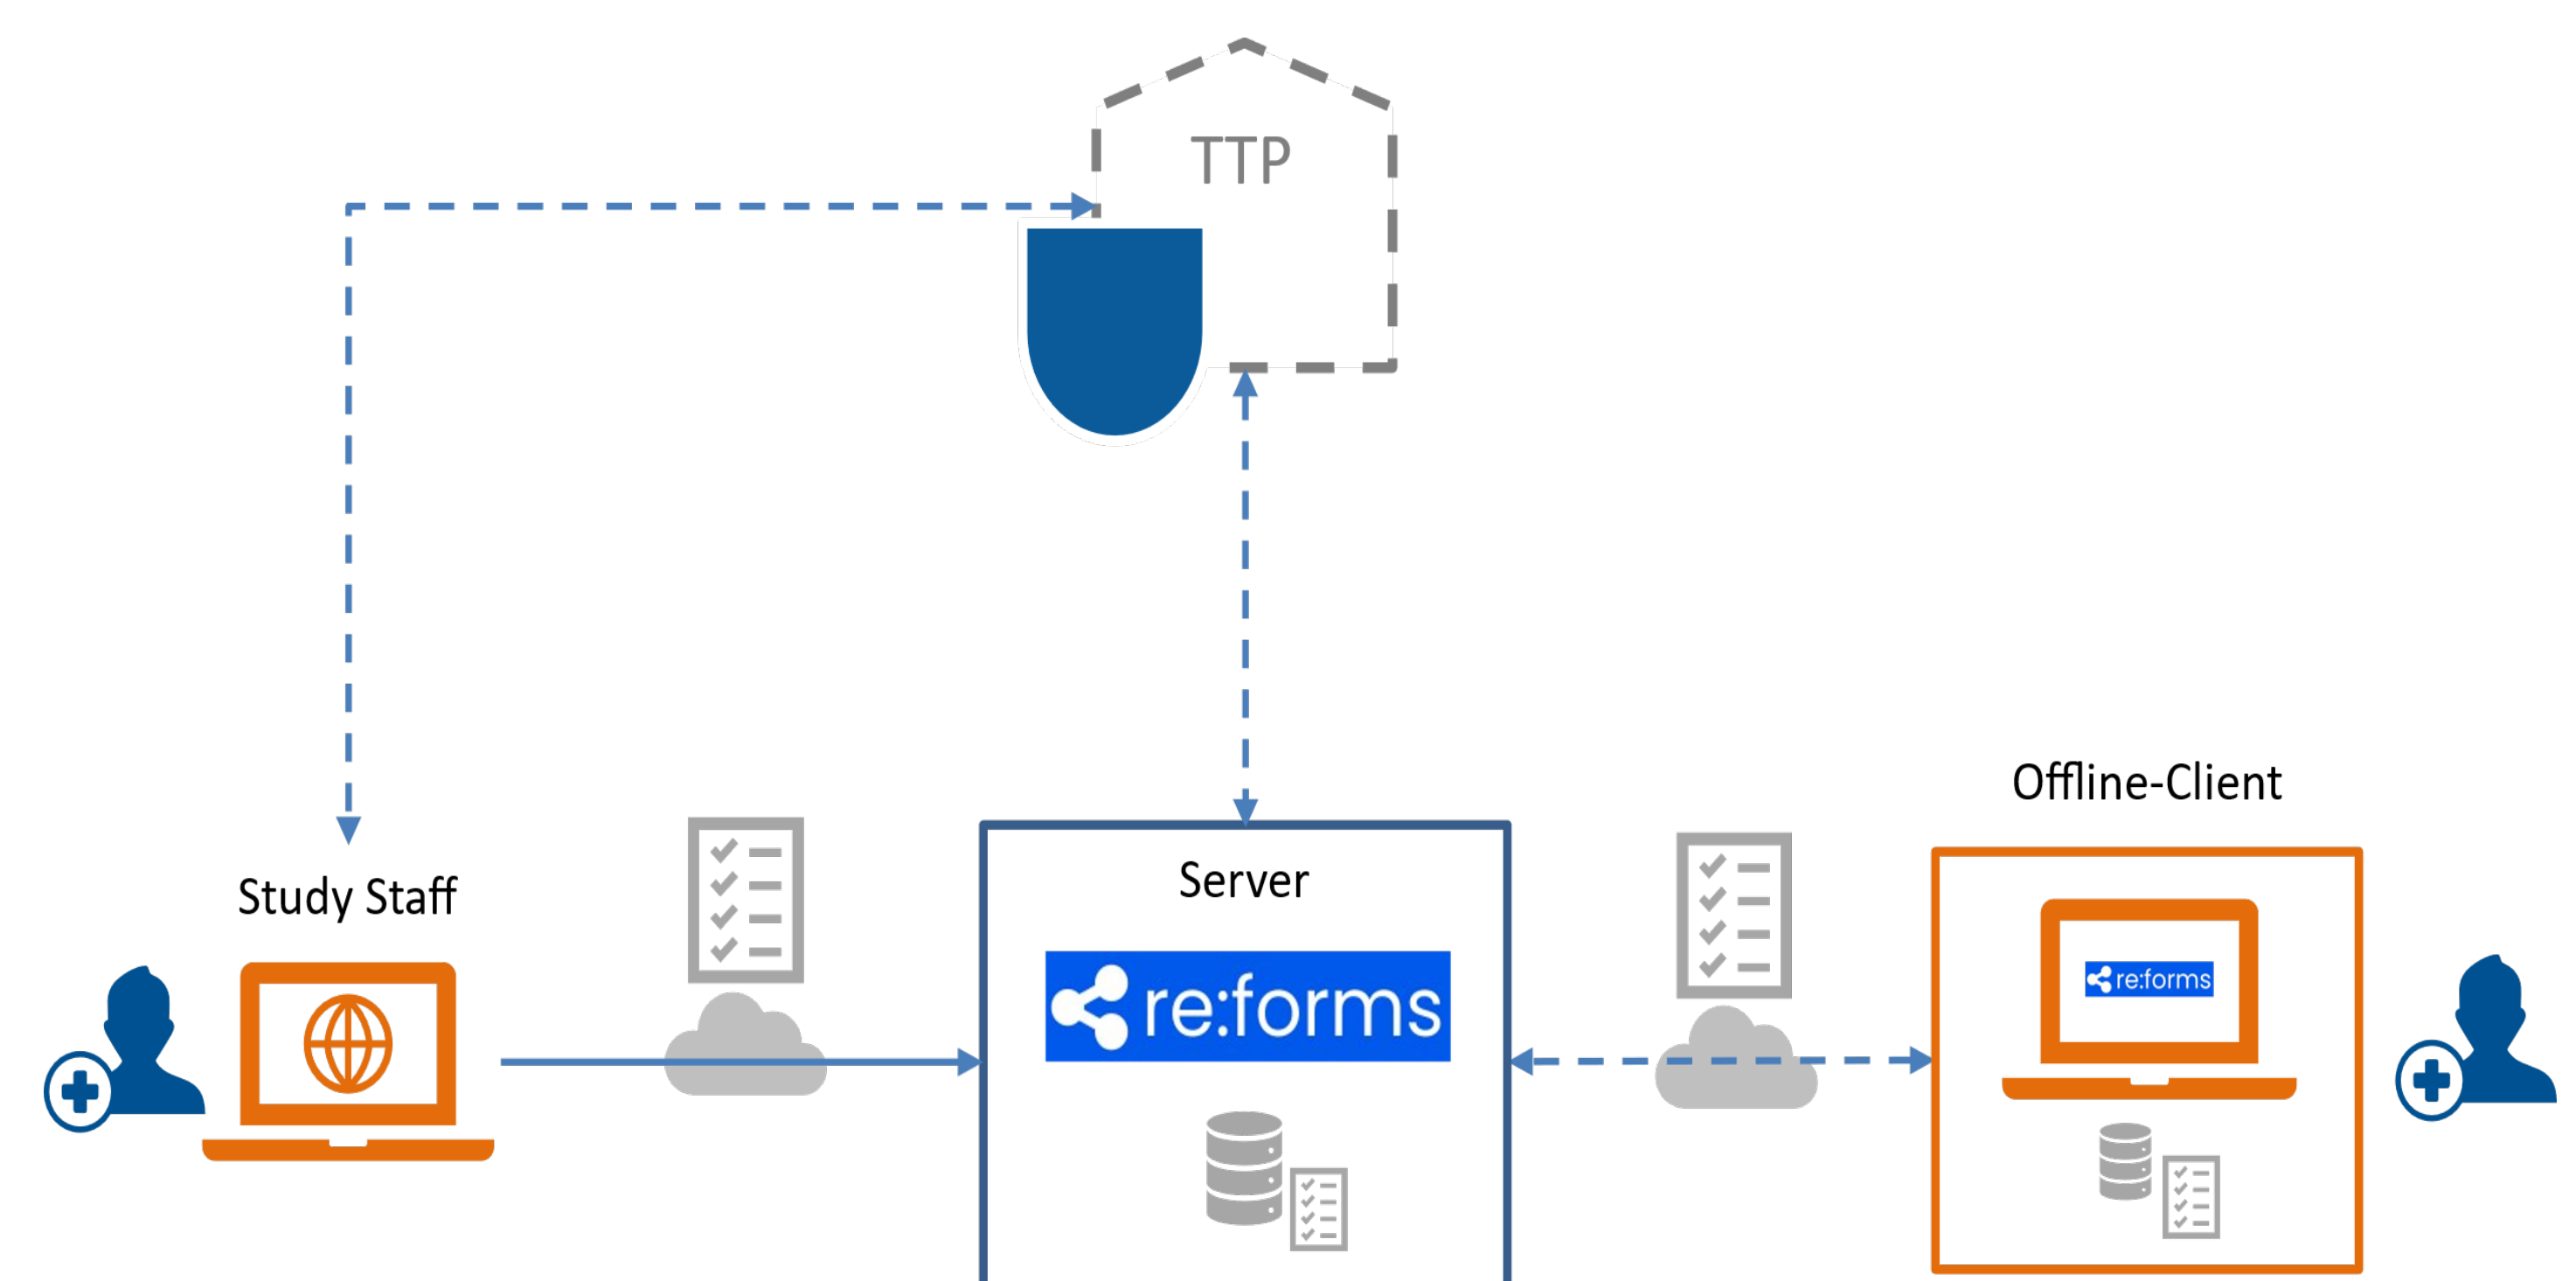 TTP
Offline-Client
Study Staff
Server
re:forms
re:forms